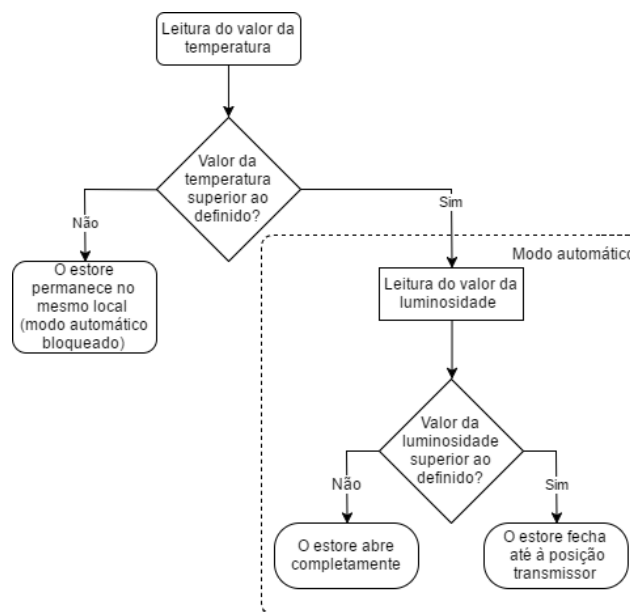 Leitura do valor da
temperatura
Valor da
temperatura
superior ao
definido?
Não
Sim
O estore
permanece no
mesmo local
(modo automático
bloqueado)
Modo automático
Leitura do valor da
luminosidade
Valor da
luminosidade
superior ao
definido?
Não
Sim
O estore abre
completamente
O estore fecha
até à posição
transmissor